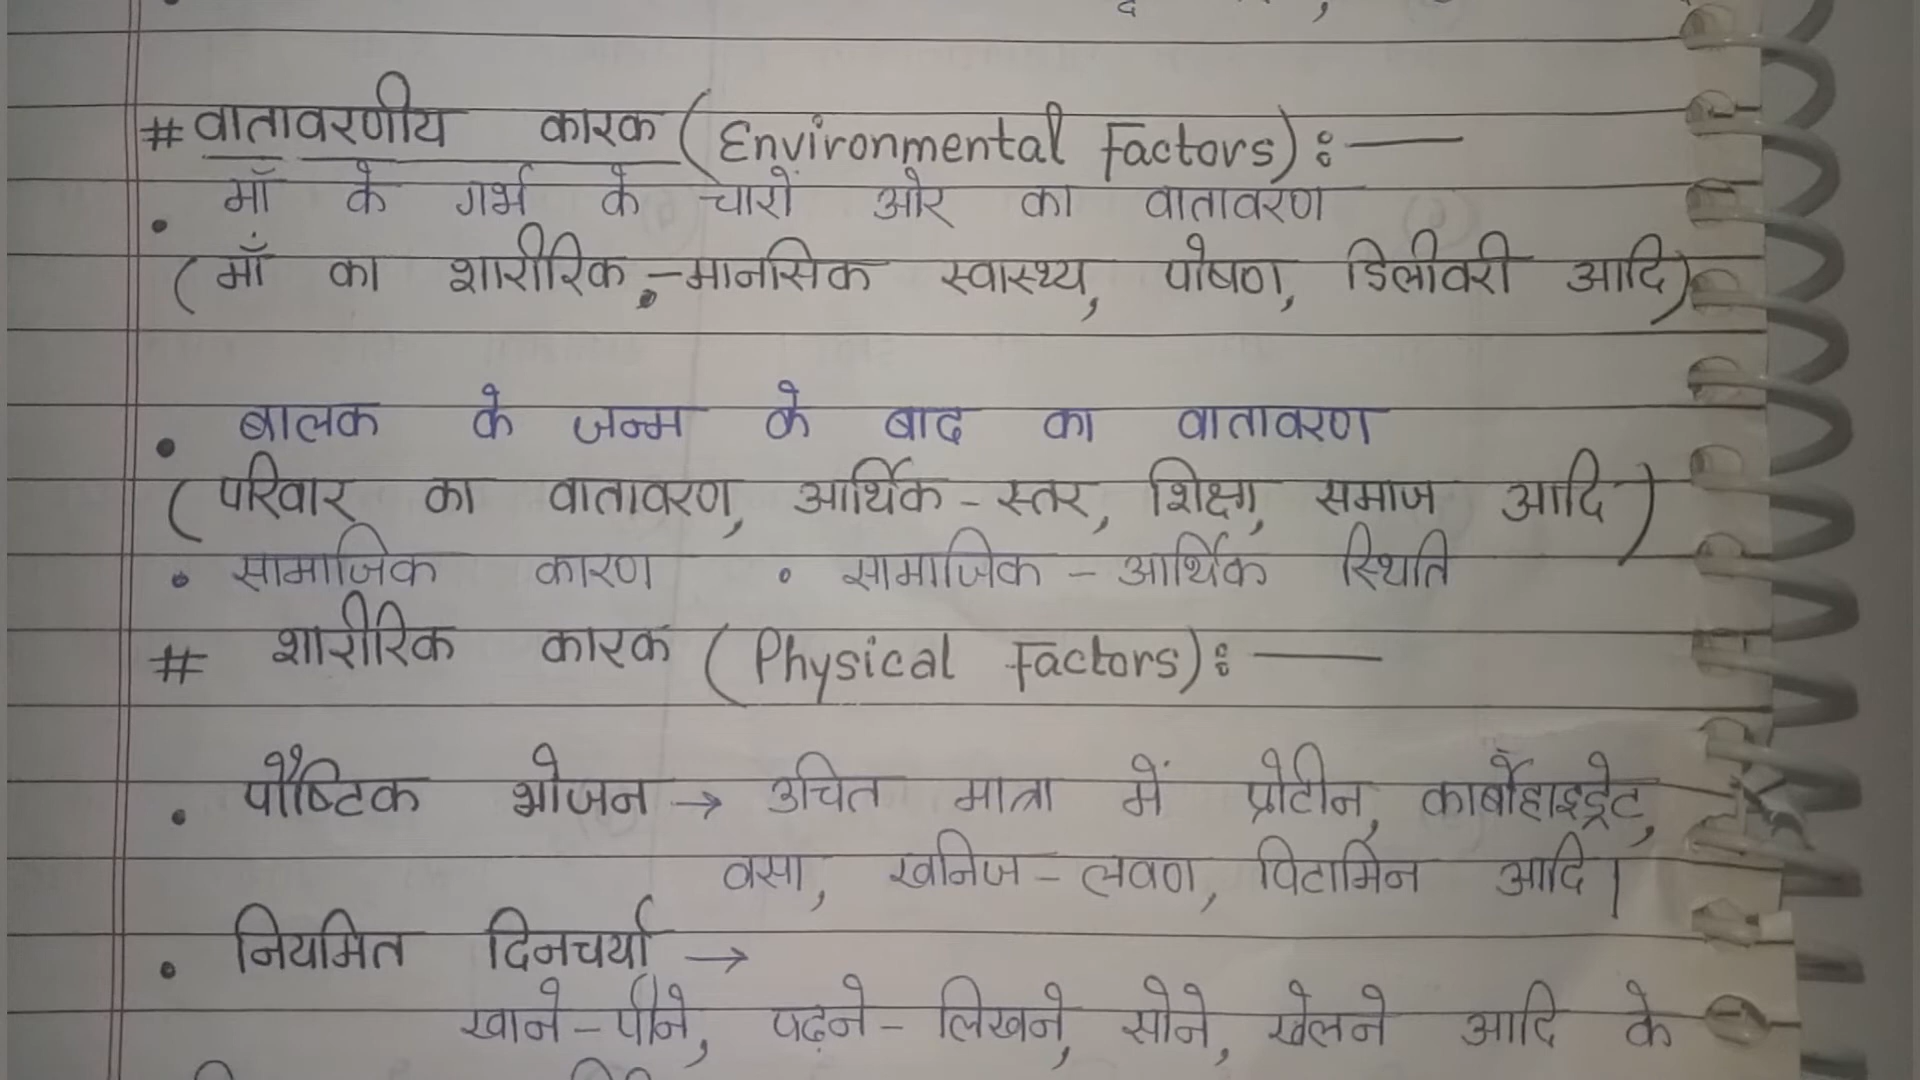 # वातावरणीय कारक (Environmental Factors) :—
• माँ के गर्भ के चारों ओर का वातावरण
(माँ का शारीरिक-मानसिक स्वास्थ्य, पोषण, डिलीवरी आदि)
• बालक के जन्म के बाद का वातावरण
(परिवार का वातावरण, आर्थिक-स्तर, शिक्षा, समाज आदि)
• सामाजिक कारण • सामाजिक - आर्थिक स्थिति
# शारीरिक कारक (Physical Factors) :—
• पौष्टिक भोजन → उचित मात्रा में प्रोटीन, कार्बोहाइड्रेट,
वसा, खनिज-लवण, विटामिन आदि।
• नियमित दिनचर्या →
खाने-पीने, पढ़ने-लिखने, सोने, खेलने आदि के